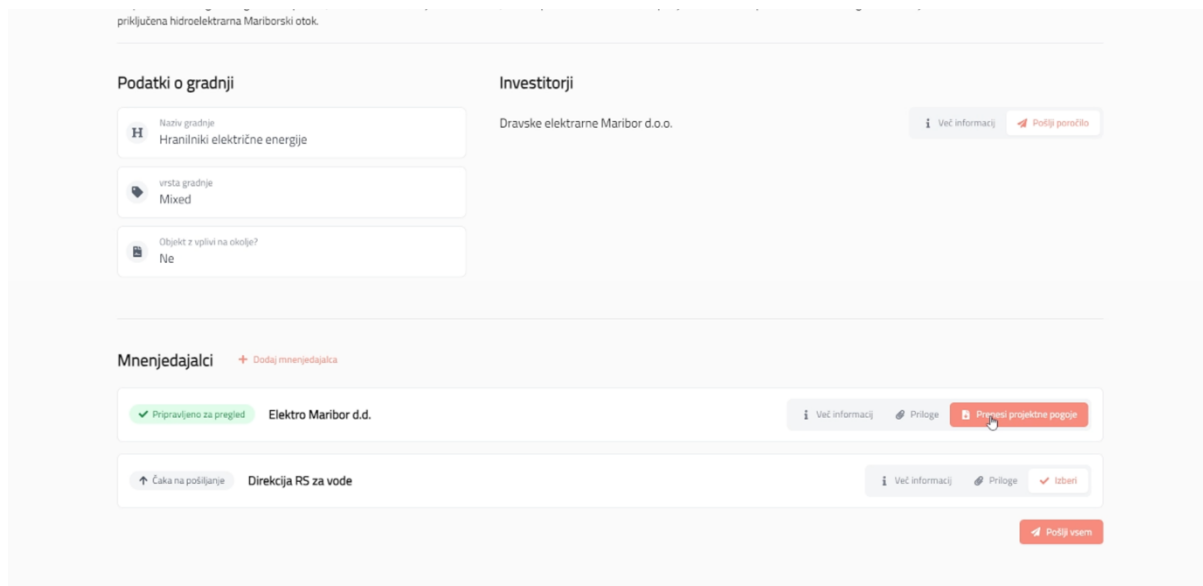 priključena hidroelektrarna Mariborski otok.
Podatki o gradnji
Naziv gradnje
Hranilniki električne energije
vrsta gradnje
Mixed
Objekt z vplivi na okolje?
Ne
Investitorji
Dravske elektrarne Maribor d.o.o.
Več informacij
Pošlji poročilo
Mnenjedajalci
Dodaj mnenjedajalca
Pripravljeno za pregled
Elektro Maribor d.d.
Več informacij
Priloge
Prenesi projektne pogoje
Čaka na pošiljanje
Direkcija RS za vode
Več informacij
Priloge
Izberi
Pošlji vsem